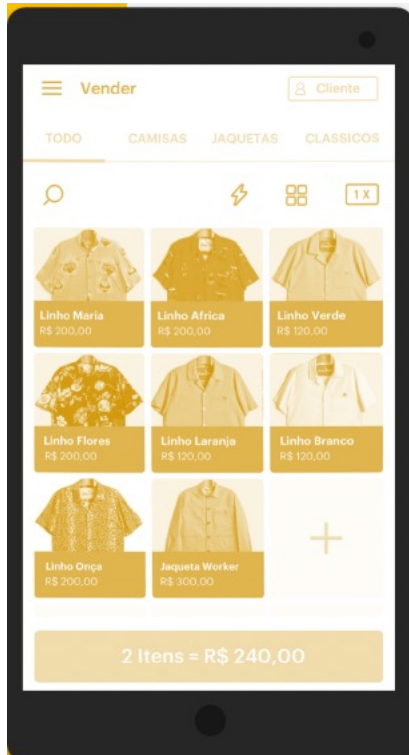 Vender
Cliente
TODO CAMISAS JAQUETAS CLASSICOS
1 X
Linho Maria
R$ 200,00
Linho Africa
R$ 200,00
Linho Verde
R$ 120,00
Linho Flores
R$ 200,00
Linho Laranja
R$ 120,00
Linho Branco
R$ 120,00
Linho Onça
R$ 200,00
Jaqueta Worker
R$ 300,00
2 Itens = R$ 240,00